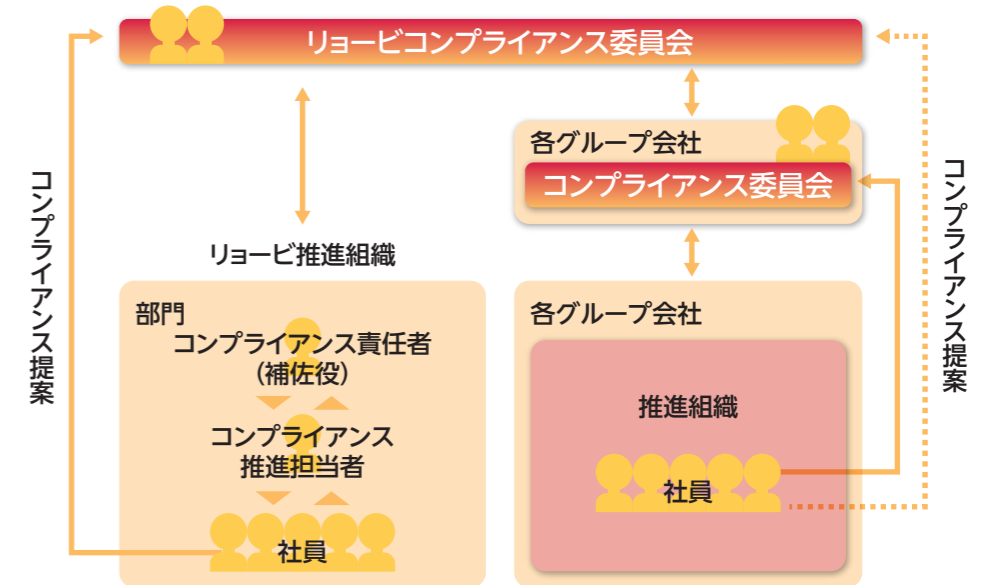 リョービコンプライアンス委員会
各グループ会社
コンプライアンス委員会
コンプライアンス提案
コンプライアンス提案
リョービ推進組織
部門
コンプライアンス責任者
（補佐役）
コンプライアンス
推進担当者
社員
各グループ会社
推進組織
社員